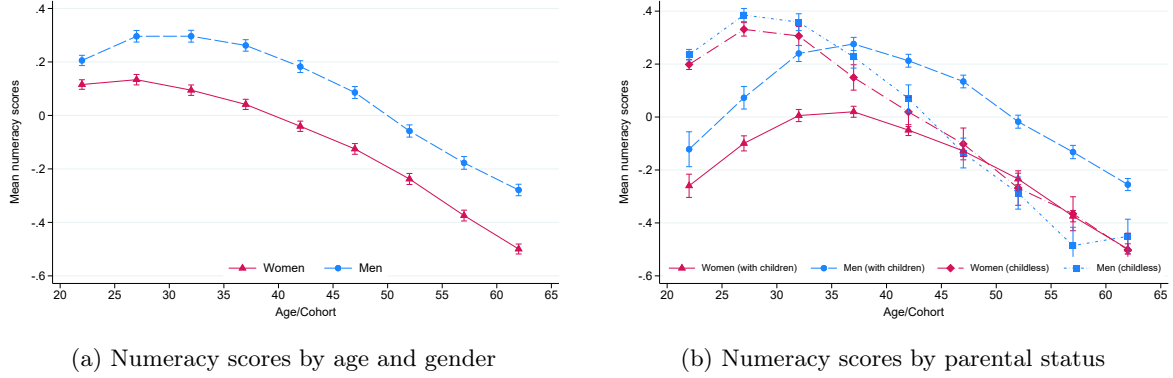 .4
.2
0
-.2
-.4
-.6
Mean numeracy scores
Women Men
20 25 30 35 40 45 50 55 60 65
Age/Cohort
(a) Numeracy scores by age and gender
.4
.2
0
-.2
-.4
-.6
Mean numeracy scores
Women (with children) Men (with children) Women (childless) Men (childless)
20 25 30 35 40 45 50 55 60 65
Age/Cohort
(b) Numeracy scores by parental status